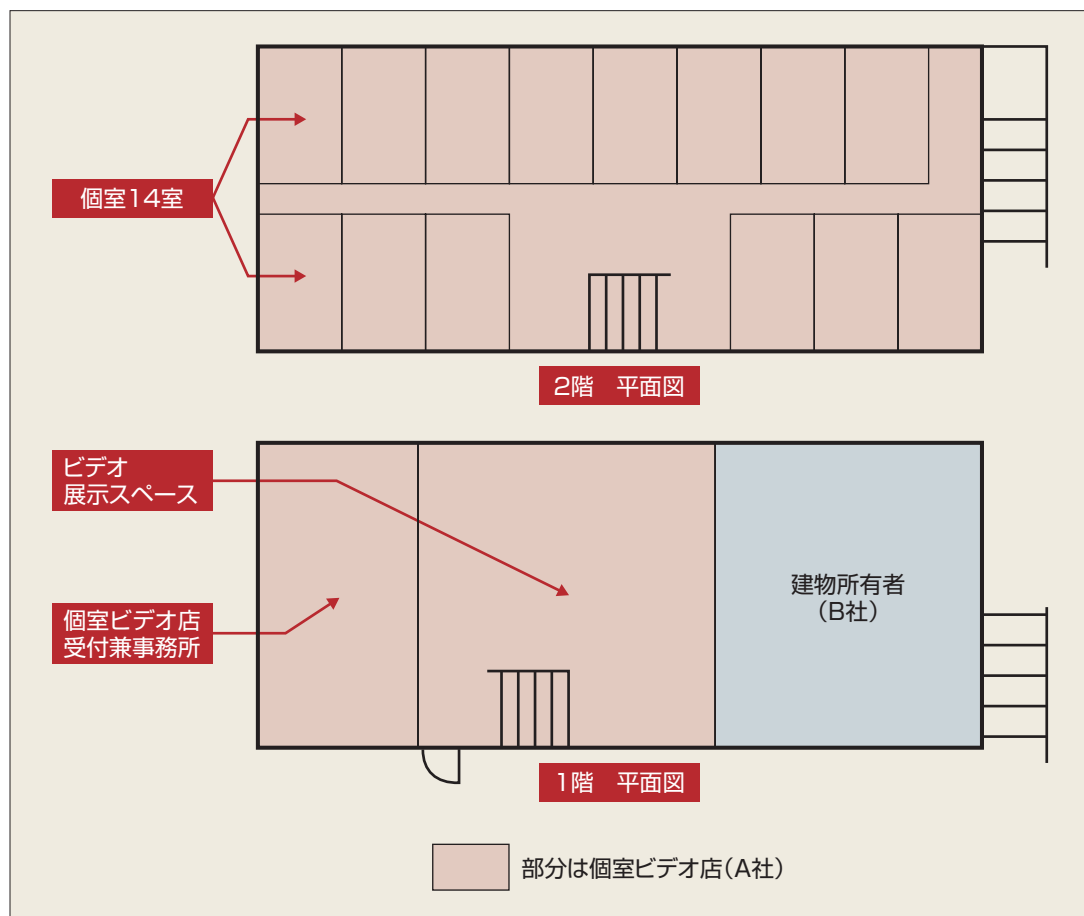 個室14室
2階　平面図
ビデオ
展示スペース
個室ビデオ店
受付兼事務所
建物所有者
(B社)
1階　平面図
部分は個室ビデオ店(A社)